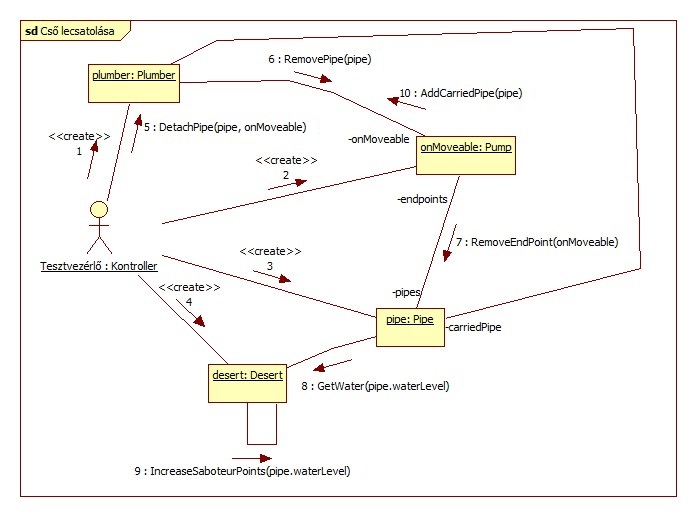 sd Cső lecsatolása
6 : RemovePipe(pipe)
plumber: Plumber
10 : AddCarriedPipe(pipe)
5 : DetachPipe(pipe, onMoveable)
<<create>>
1
-onMoveable
onMoveable: Pump
<<create>>
2
-endpoints
7 : RemoveEndPoint(onMoveable)
<<create>>
3
Tesztvezérlő : Kontroller
<<create>>
4
-pipes
pipe: Pipe
-carriedPipe
desert: Desert
8 : GetWater(pipe.waterLevel)
9 : IncreaseSaboteurPoints(pipe.waterLevel)